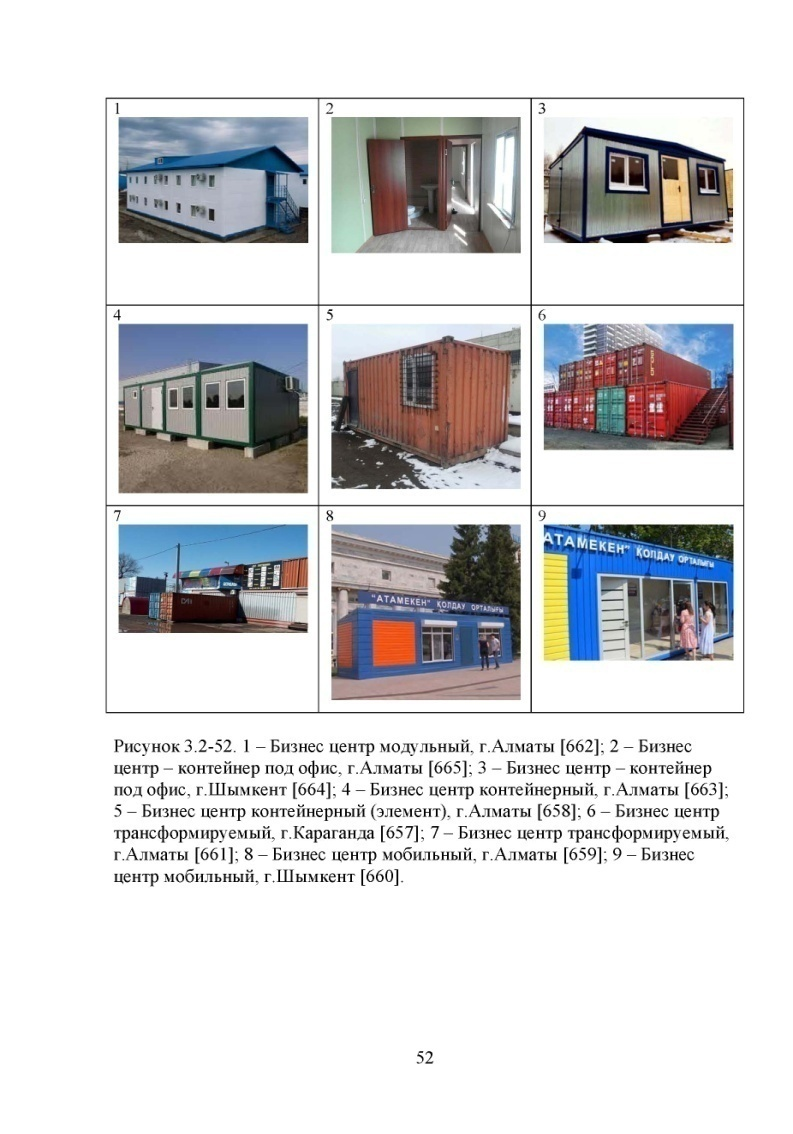 1
2
3
4
5
6
7
8
"АТАМЕКЕН" ҚОЛДАУ ОРТАЛЫҒЫ
9
АТАМЕКЕН" ҚОЛДАУ ОРТАЛЫҒЫ
Рисунок 3.2-52. 1 – Бизнес центр модульный, г.Алматы [662]; 2 – Бизнес
центр – контейнер под офис, г.Алматы [665]; 3 – Бизнес центр – контейнер
под офис, г.Шымкент [664]; 4 – Бизнес центр контейнерный, г.Алматы [663];
5 – Бизнес центр контейнерный (элемент), г.Алматы [658]; 6 – Бизнес центр
трансформируемый, г.Караганда [657]; 7 – Бизнес центр трансформируемый,
г.Алматы [661]; 8 – Бизнес центр мобильный, г.Алматы [659]; 9 – Бизнес
центр мобильный, г.Шымкент [660].
52